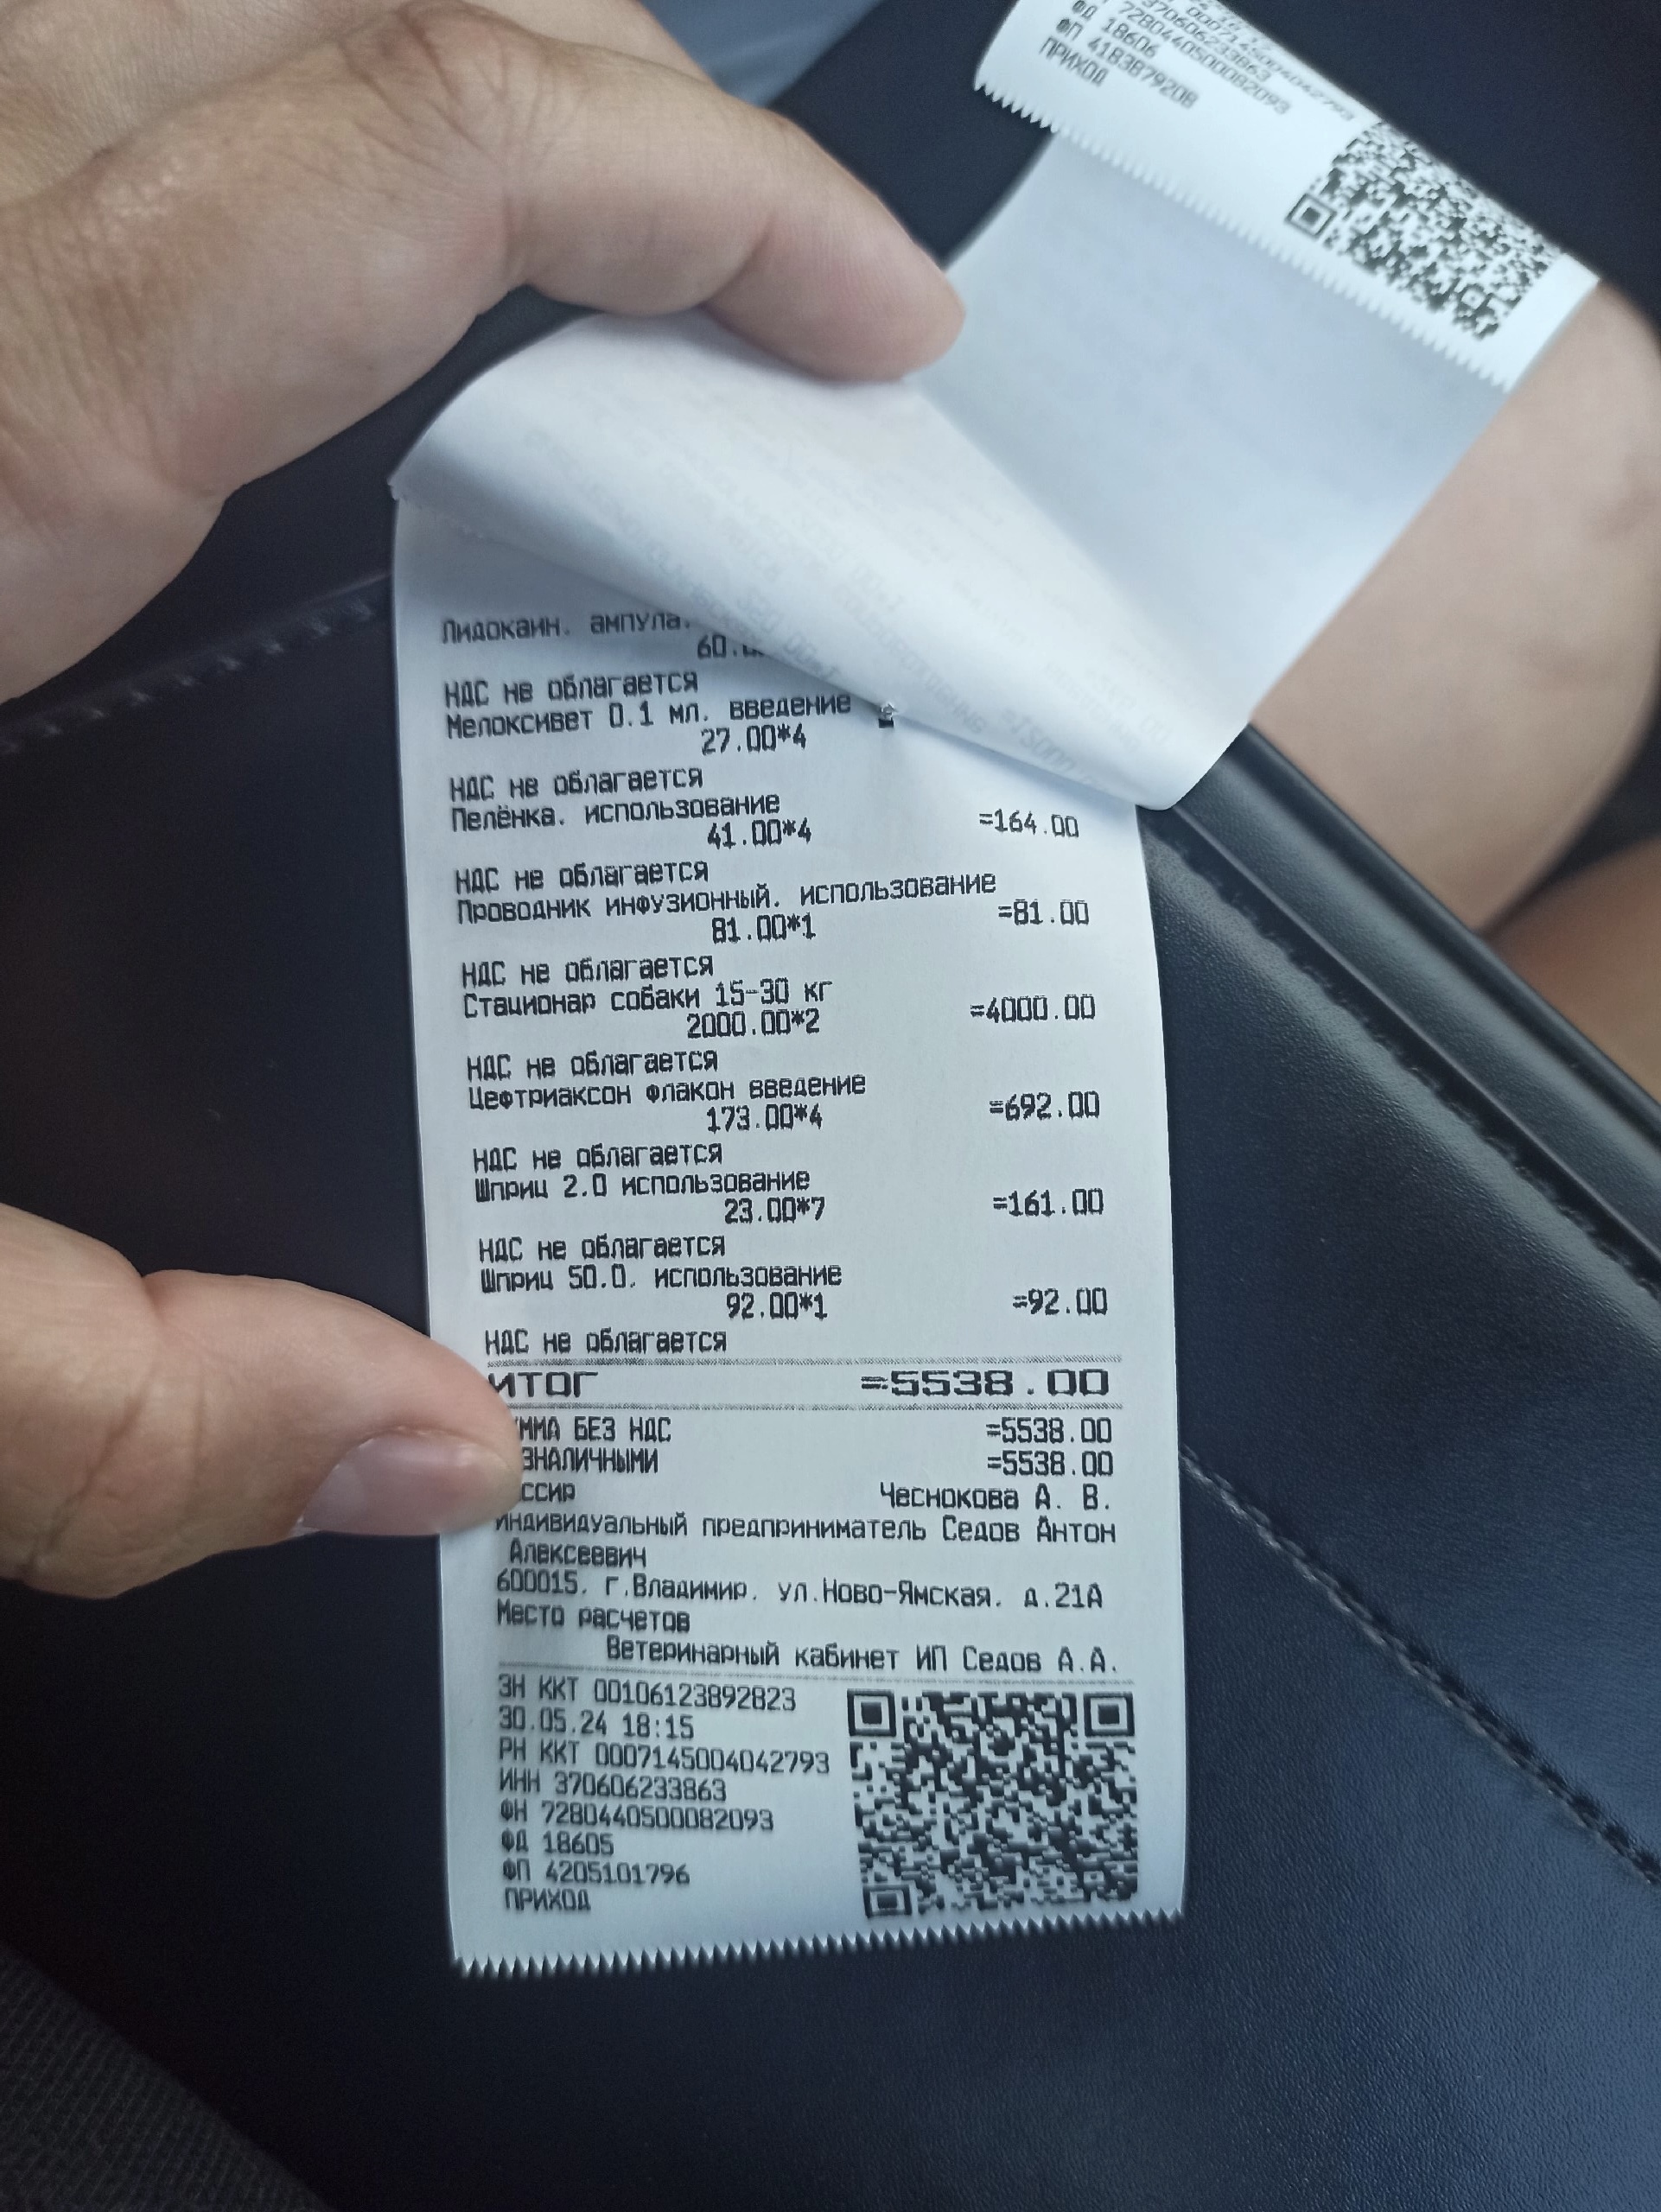 ФД 18606
7280440500082093
ФП 4183879208
ПРИХОД
Лидокаин. ампула.
НДС не облагается
Мелоксивет 0.1 мл. введение
27.00*4
НДС не облагается
Пелёнка. использование
41.00*4 =164.00
НДС не облагается
Проводник инфузионный. использование
81.00*1 =81.00
НДС не облагается
Стационар собаки 15-30 кг
2000.00*2 =4000.00
НДС не облагается
Цефтриаксон флакон введение
173.00*4 =692.00
НДС не облагается
Шприц 2.0 использование
23.00*7 =161.00
НДС не облагается
Шприц 50.0. использование
92.00*1 =92.00
НДС не облагается
ИТОГ =5538.00
ММА БЕЗ НДС =5538.00
ЗНАЛИЧНЫМИ =5538.00
ССИР Чеснокова А. В.
индивидуальный предприниматель Седов Антон
Алексеевич
600015, г.Владимир, ул.Ново-Ямская, д.21А
Место расчетов
Ветеринарный кабинет ИП Седов А.А.
ЗН ККТ 00106123892823
30.05.24 18:15
РН ККТ 0007145004042793
ИНН 370606233863
ФН 7280440500082093
ФД 18605
ФП 4205101796
ПРИХОД